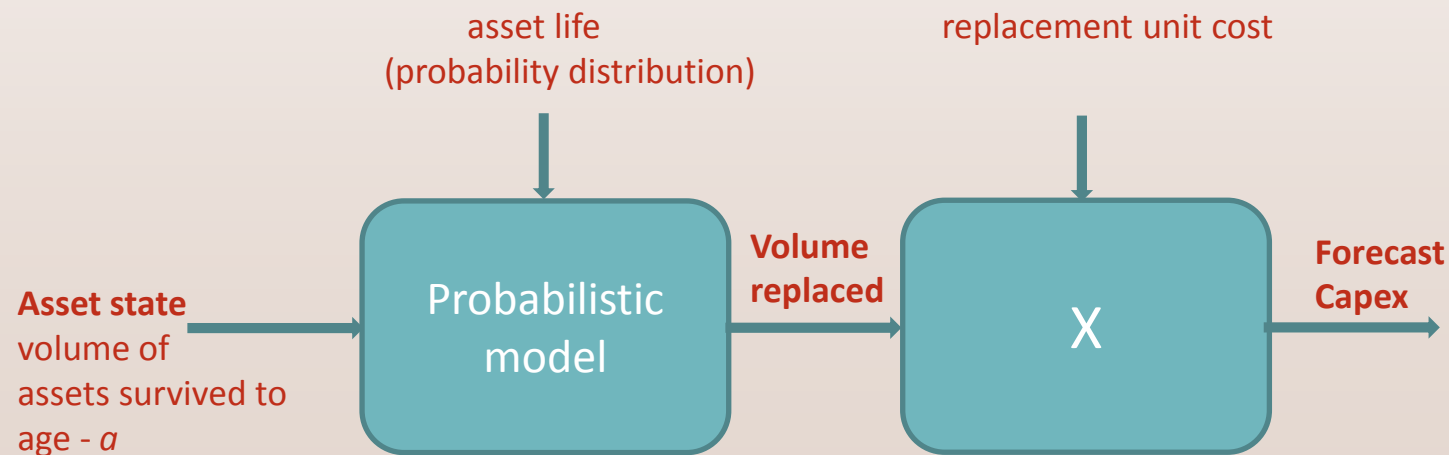 asset life
(probability distribution)
replacement unit cost
Asset state
volume of
assets survived to
age - a
Probabilistic
model
Volume
replaced
X
Forecast
Capex